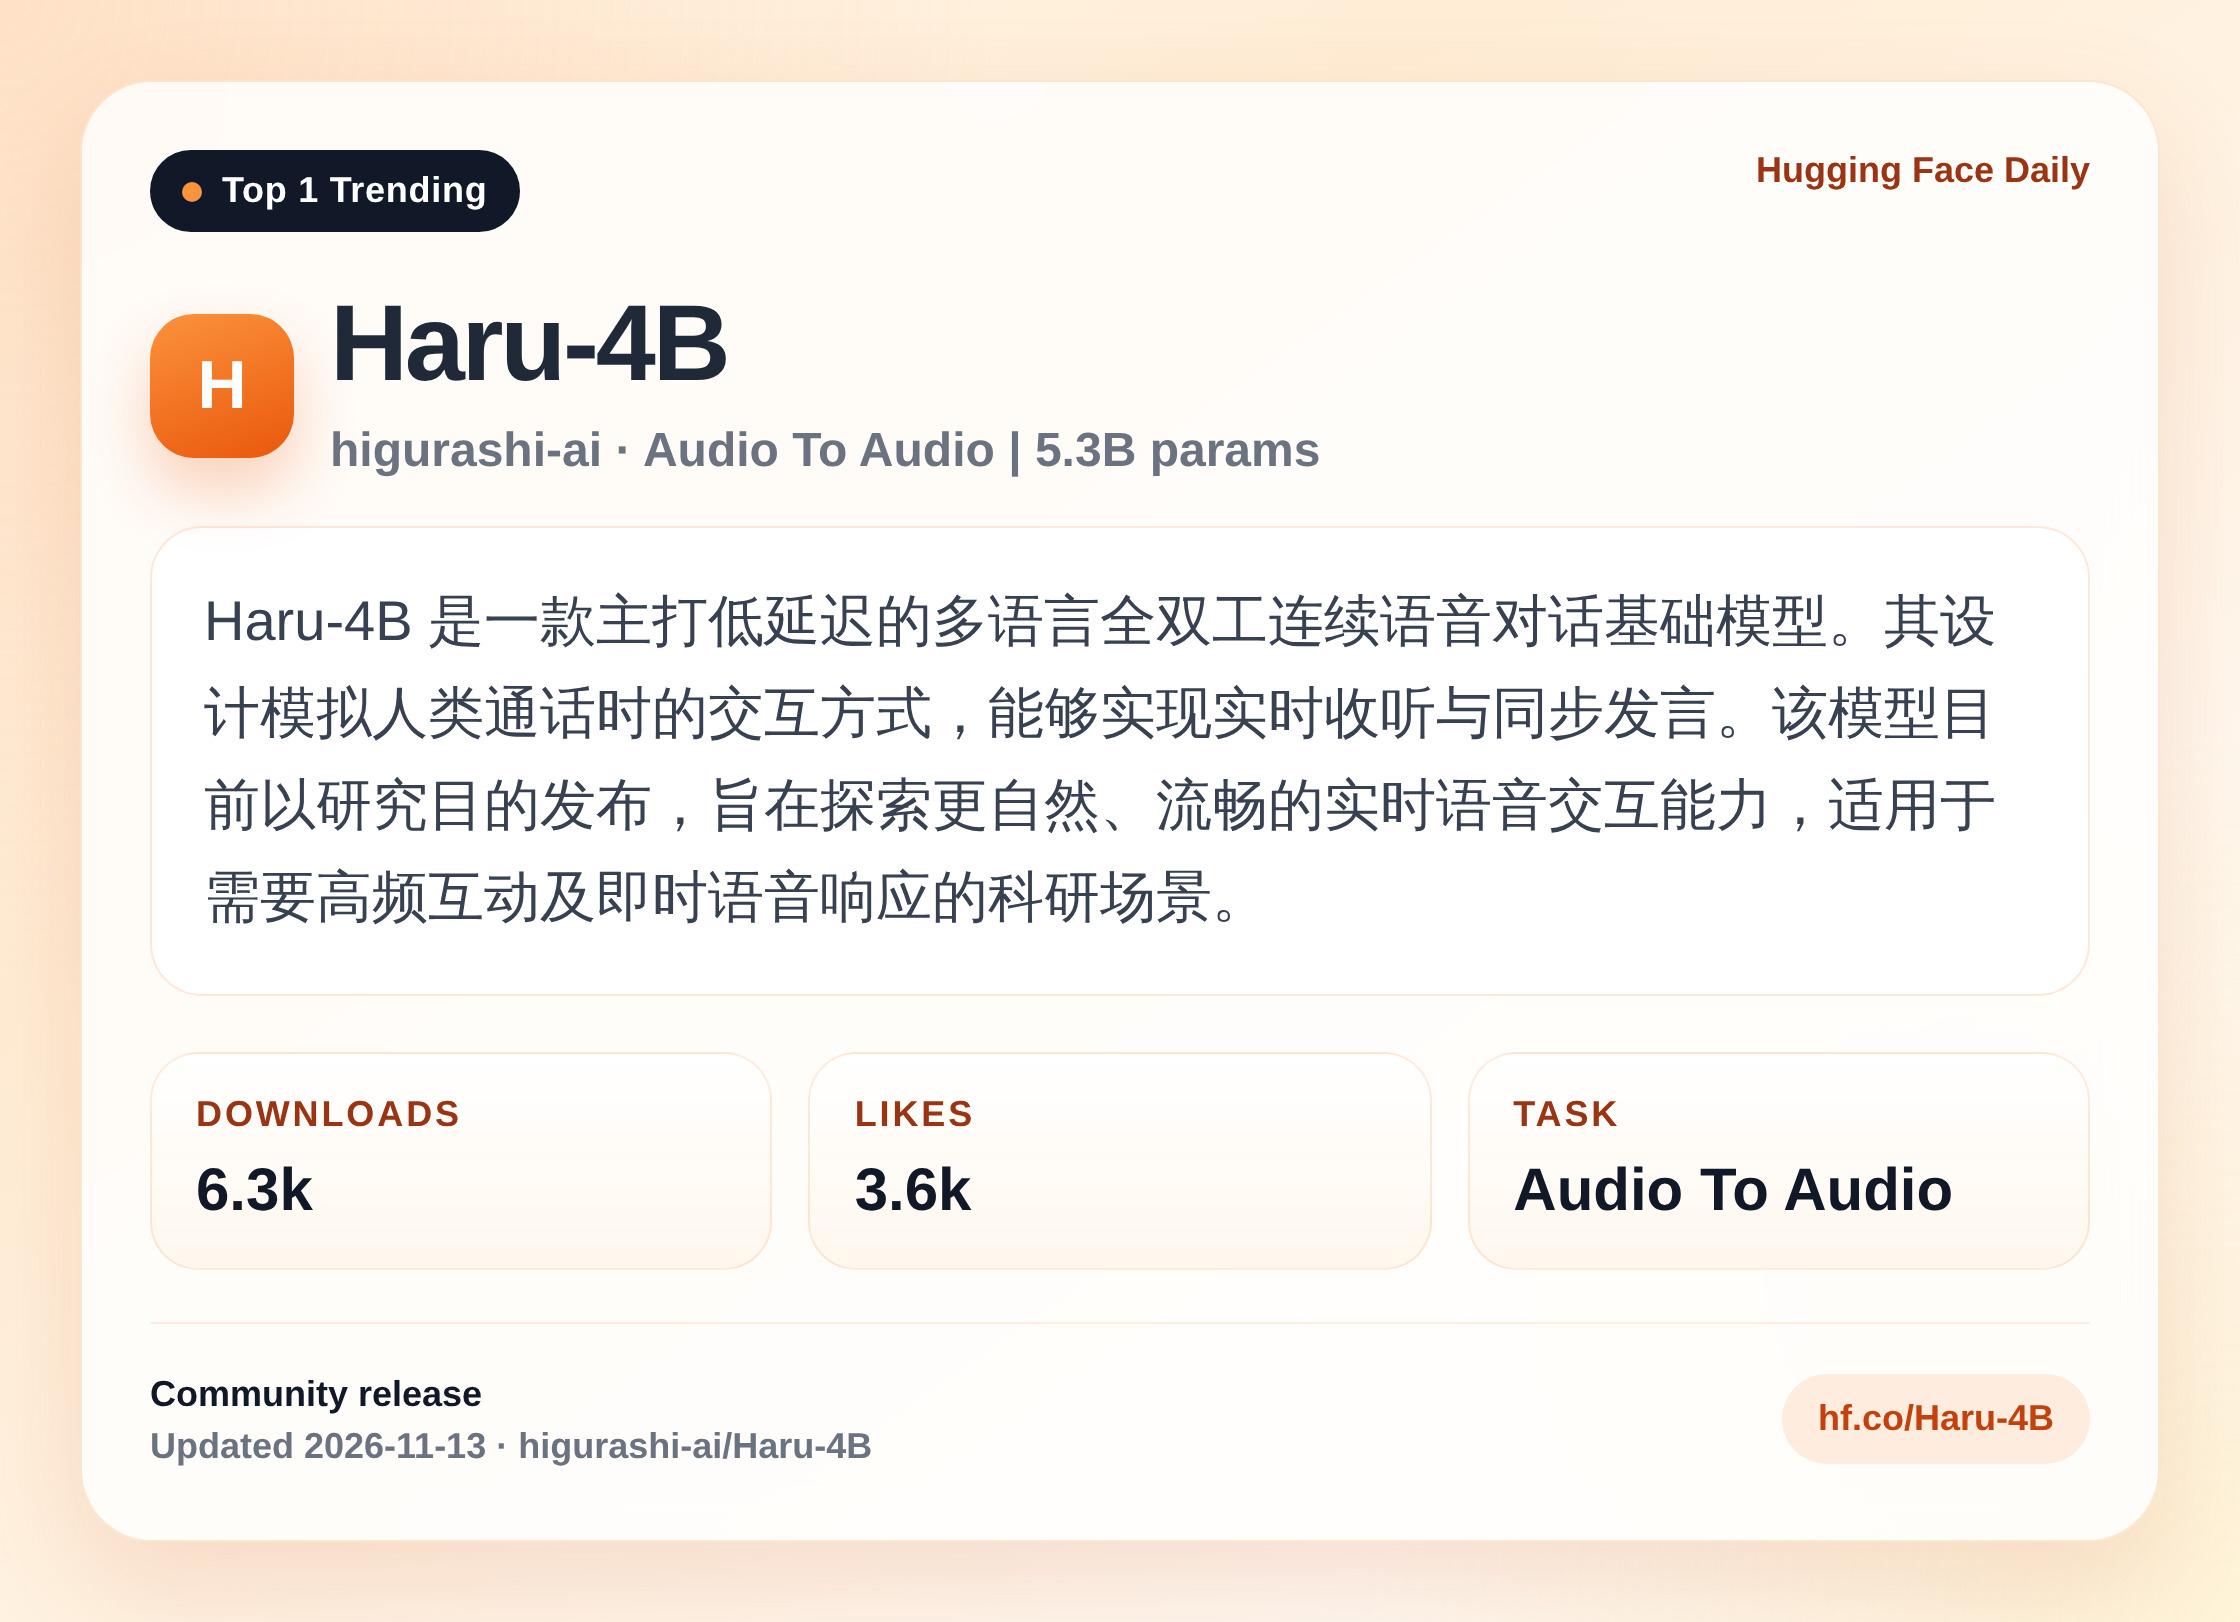 Top 1 Trending
Hugging Face Daily
H
Haru-4B
higurashi-ai · Audio To Audio | 5.3B params
Haru-4B 是一款主打低延迟的多语言全双工连续语音对话基础模型。其设
计模拟人类通话时的交互方式，能够实现实时收听与同步发言。该模型目
前以研究目的发布，旨在探索更自然、流畅的实时语音交互能力，适用于
需要高频互动及即时语音响应的科研场景。
DOWNLOADS
6.3k
LIKES
3.6k
TASK
Audio To Audio
Community release
Updated 2026-11-13 · higurashi-ai/Haru-4B
hf.co/Haru-4B